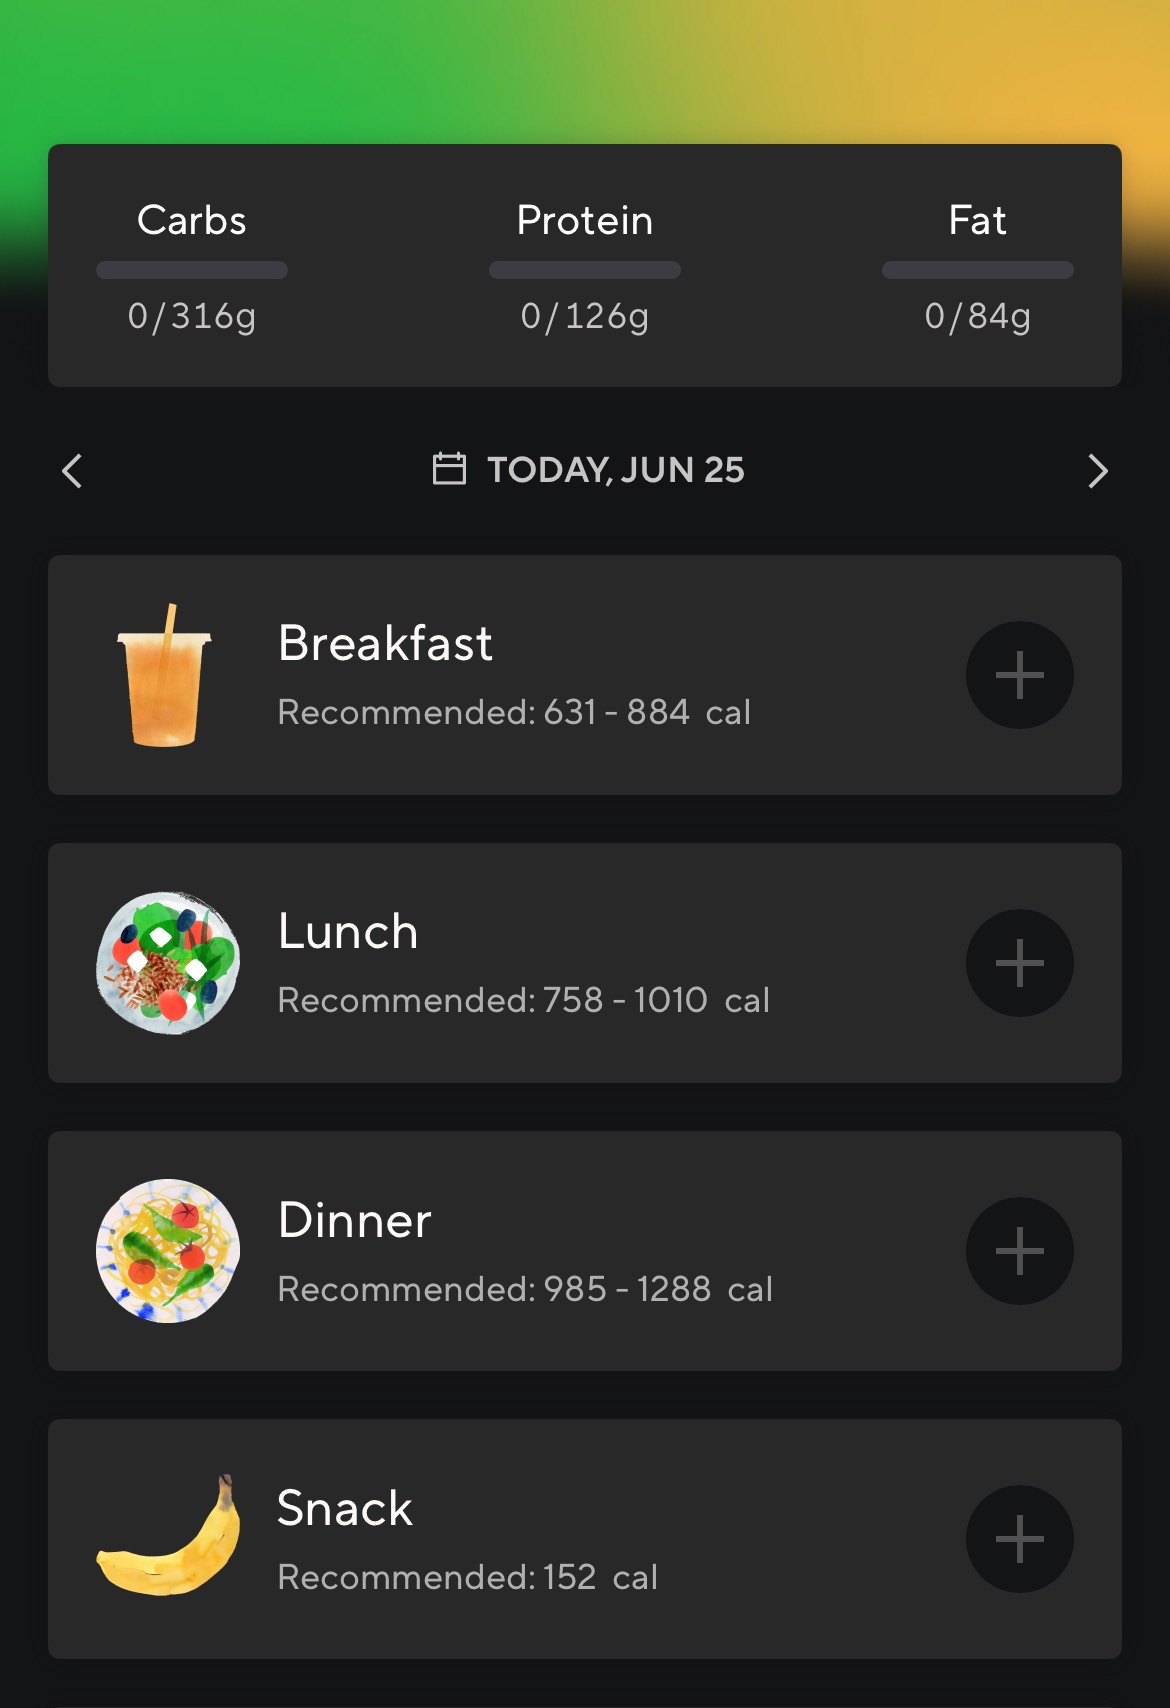 Carbs Protein Fat
0/316g 0/126g 0/84g
TODAY, JUN 25
Breakfast
Recommended: 631 - 884 cal
Lunch
Recommended: 758 - 1010 cal
Dinner
Recommended: 985 - 1288 cal
Snack
Recommended: 152 cal